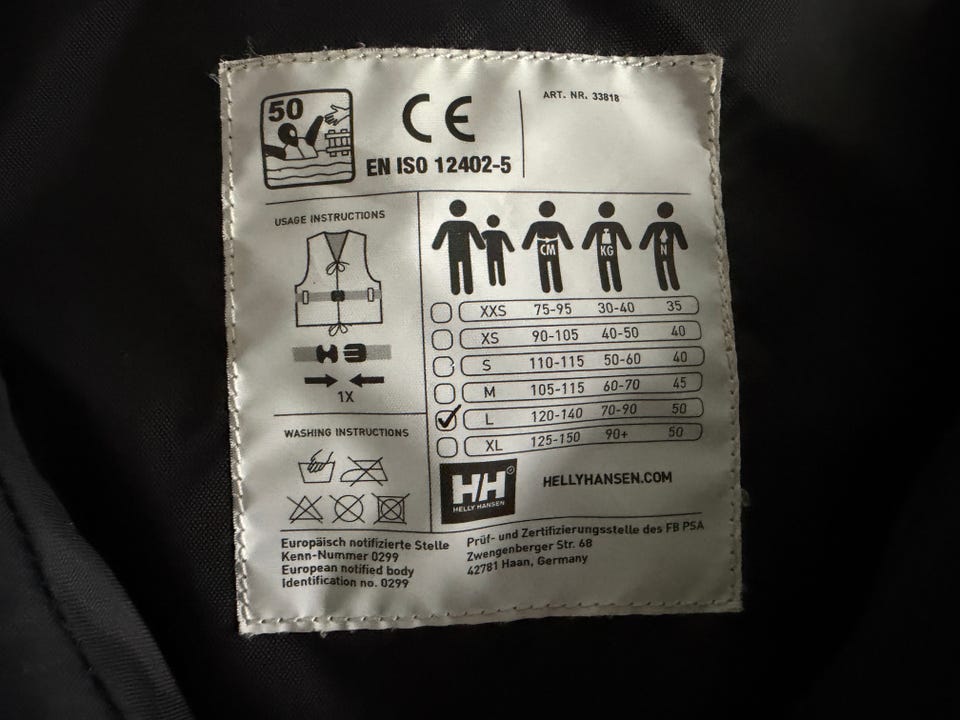 50
CE
EN ISO 12402-5
ART. NR. 33818
USAGE INSTRUCTIONS
1X
WASHING INSTRUCTIONS
CM KG N
XXS 75-95 30-40 35
XS 90-105 40-50 40
S 110-115 50-60 40
M 105-115 60-70 45
L 120-140 70-90 50
XL 125-150 90+ 50
HH
HELLY HANSEN
HELLYHANSEN.COM
Europäisch notifizierte Stelle
Kenn-Nummer 0299
European notified body
Identification no. 0299
Prüf- und Zertifizierungsstelle des FB PSA
Zwengenberger Str. 68
42781 Haan, Germany